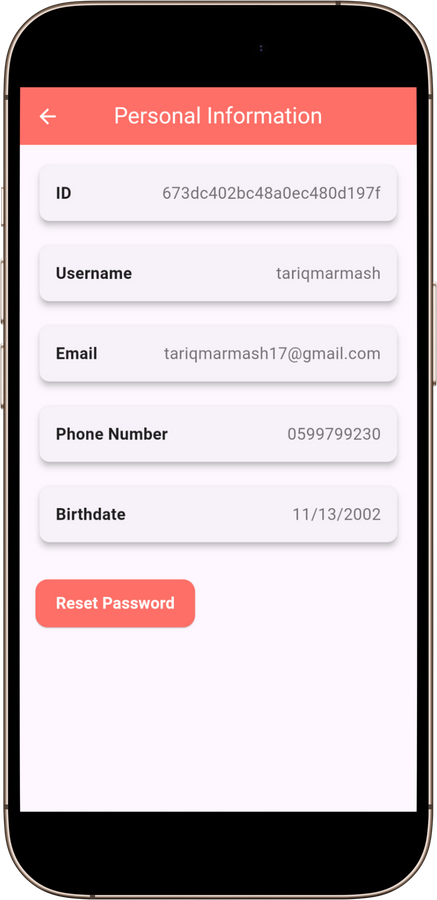 Personal Information
ID 673dc402bc48a0ec480d197f
Username tariqmarmash
Email tariqmarmash17@gmail.com
Phone Number 0599799230
Birthdate 11/13/2002
Reset Password